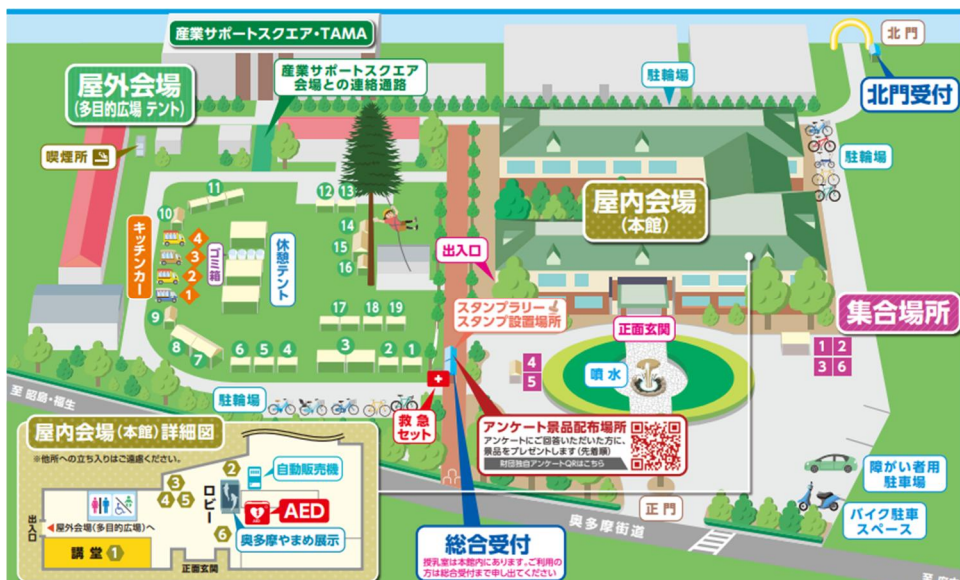 産業サポートスクエア・TAMA
北門
屋外会場
(多目的広場 テント)
産業サポートスクエア
会場との連絡通路
駐輪場
北門受付
喫煙所
駐輪場
11
12
13
屋内会場
(本館)
10
14
キッチンカー
4
3
2
1
ゴミ箱
休憩テント
15
16
出入口
9
17
18
19
スタンプラリー
スタンプ設置場所
正面玄関
集合場所
1
2
3
6
8
7
6
5
4
3
2
1
4
5
噴水
至 昭島・福生
駐輪場
救急
セット
アンケート景品配布場所
アンケートにご回答いただいた方に、
景品をプレゼントします(先着順)
財団独自アンケートQRはこちら
屋内会場(本館)詳細図
※他所への立ち入りはご遠慮ください。
2
自動販売機
3
4
5
ロビー
AED
出入口
屋外会場(多目的広場)へ
6
奥多摩やまめ展示
講堂
1
正面玄関
総合受付
授乳室は本館内にあります。ご利用の
方は総合受付まで申し出てください
正門
奥多摩街道
障がい者用
駐車場
バイク駐車
スペース